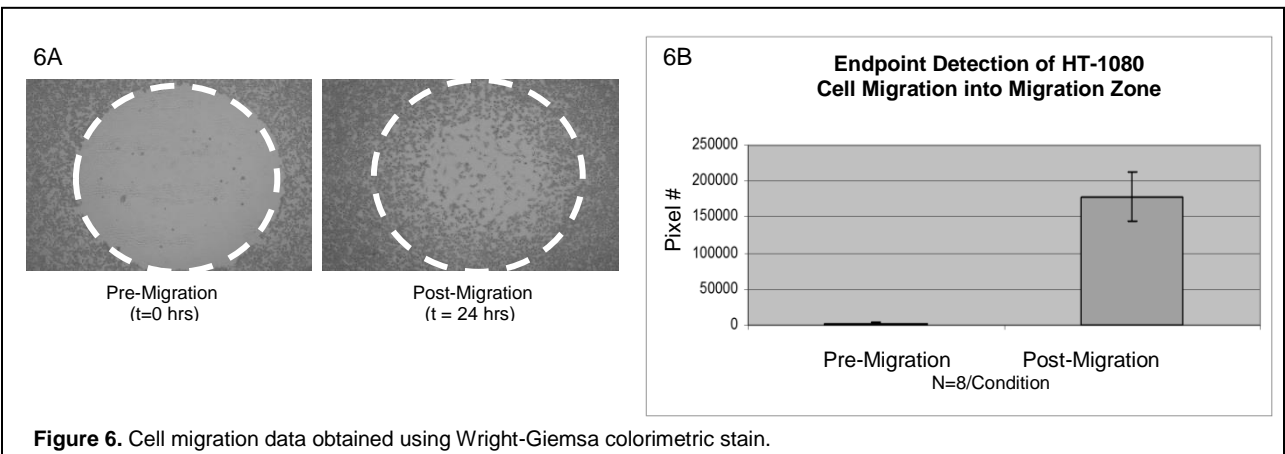 6A
Pre-Migration
(t=0 hrs)
Post-Migration
(t = 24 hrs)
6B
Endpoint Detection of HT-1080
Cell Migration into Migration Zone
Pixel #
250000
200000
150000
100000
50000
0
Pre-Migration Post-Migration
N=8/Condition
Figure 6. Cell migration data obtained using Wright-Giemsa colorimetric stain.